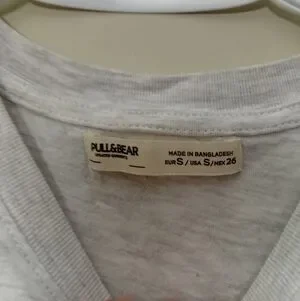 PULL&BEAR
MADE IN BANGLADESH
EUR S / USA S / MEX 26